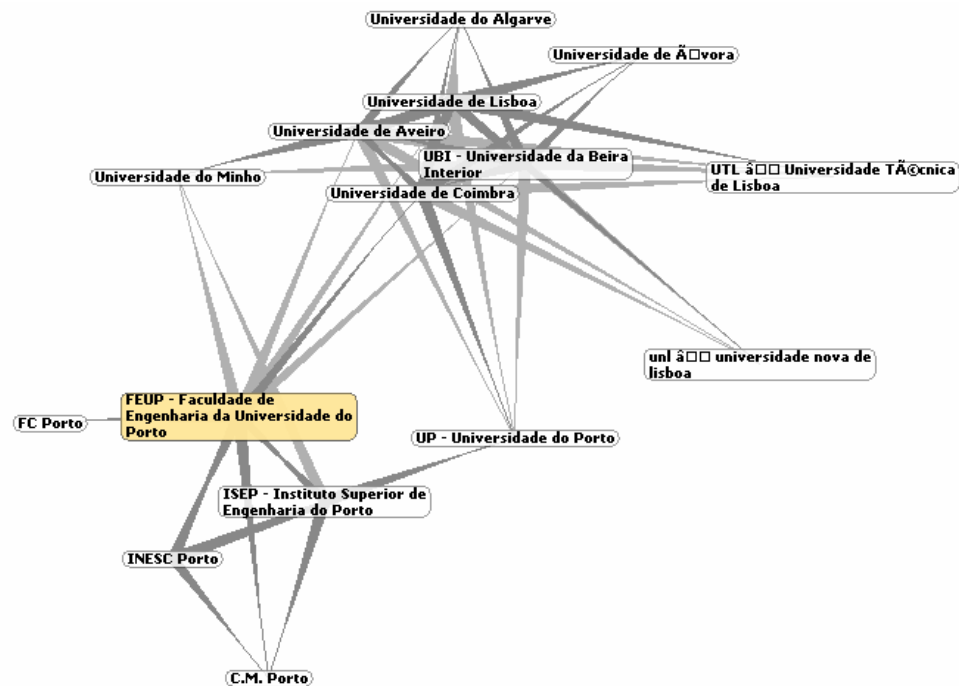 Universidade do Algarve
Universidade de Ã□vora
Universidade de Lisboa
Universidade de Aveiro
UBI - Universidade da Beira
Interior
UTL â□□ Universidade TÃ©cnica
de Lisboa
Universidade do Minho
Universidade de Coimbra
unl â□□ universidade nova de
lisboa
FEUP - Faculdade de
Engenharia da Universidade do
Porto
FC Porto
UP - Universidade do Porto
ISEP - Instituto Superior de
Engenharia do Porto
INESC Porto
C.M. Porto